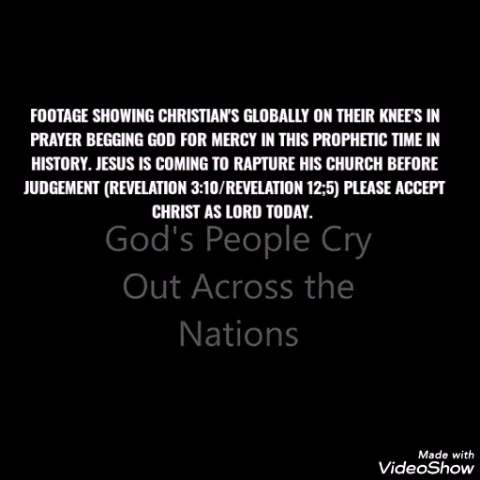 FOOTAGE SHOWING CHRISTIAN'S GLOBALLY ON THEIR KNEE'S IN
PRAYER BEGGING GOD FOR MERCY IN THIS PROPHETIC TIME IN
HISTORY. JESUS IS COMING TO RAPTURE HIS CHURCH BEFORE
JUDGEMENT (REVELATION 3:10/REVELATION 12;5) PLEASE ACCEPT
CHRIST AS LORD TODAY.
God's People Cry
Out Across the
Nations
Made with
VideoShow